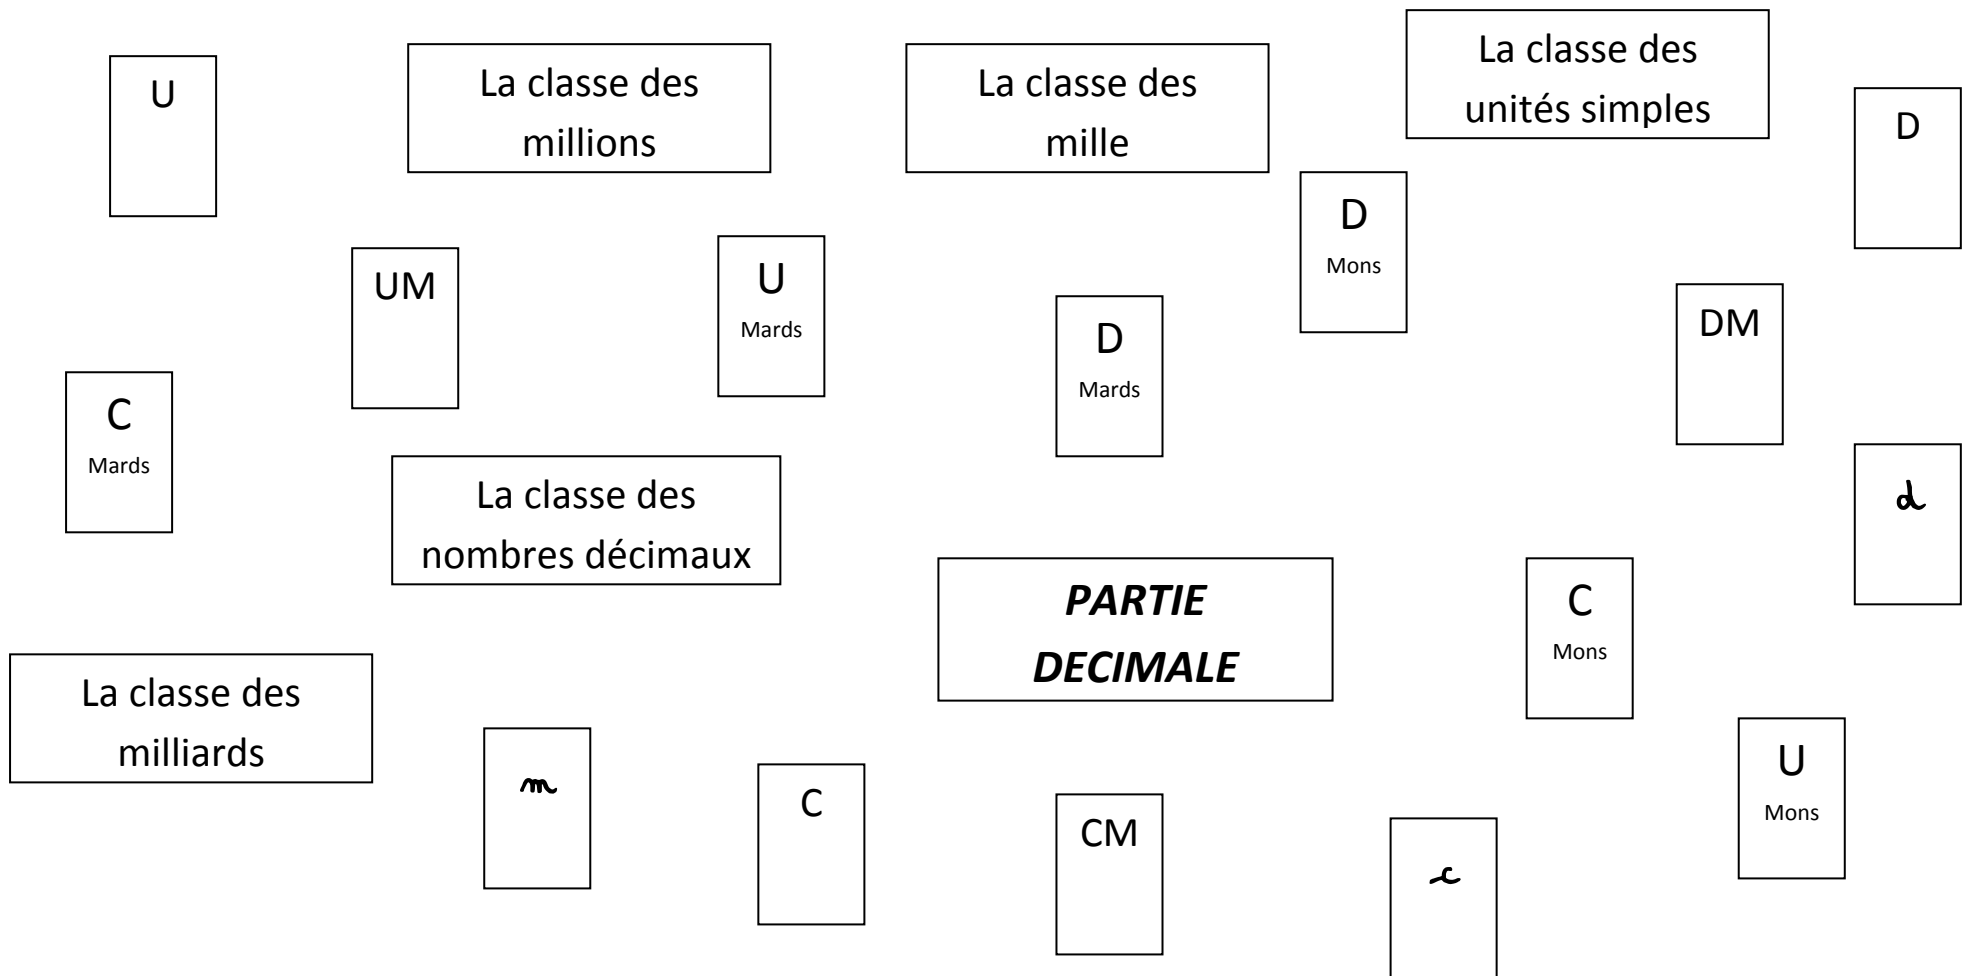 La classe des
unités simples
U
La classe des
millions
La classe des
mille
D
D
Mons
UM
U
Mards
D
Mards
DM
C
Mards
La classe des
nombres décimaux
d
PARTIE
DECIMALE
C
Mons
La classe des
milliards
m
C
CM
c
U
Mons